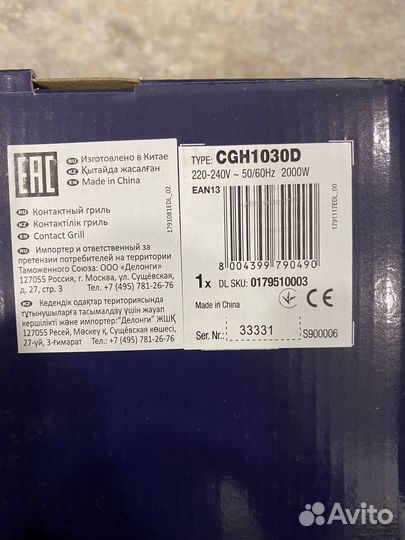 EAC
RU Изготовлено в Китае
KZ Қытайда жасалған
EN Made in China
RU Контактный гриль
KZ Контактілік гриль
EN Contact Grill
RU Импортер и ответственный за
претензии потребителей на территории
Таможенного Союза: ООО «Делонги»
127055 Россия, г. Москва, ул. Сущёвская,
д. 27, стр. 3 Тел.: +7 (495) 781-26-76
KZ Кедендік одақтар территориясында
тұтынушыларға тасымалдау үшін жауап
кершілікті және импортер:"Делонги" ЖШҚ
127055 Ресей, Мәскеу қ, Сущёвская көшесі,
27-үй, 3-ғимарат Тел.: +7 (495) 781-26-76
1791081EDL_02
TYPE: CGH1030D
220-240V ~ 50/60Hz 2000W
EAN13
8 004399 790490
1x DL SKU: 0179510003
Made in China
CE
Ser. Nr.: 33331 S900006
1791117EDL_00
Avito